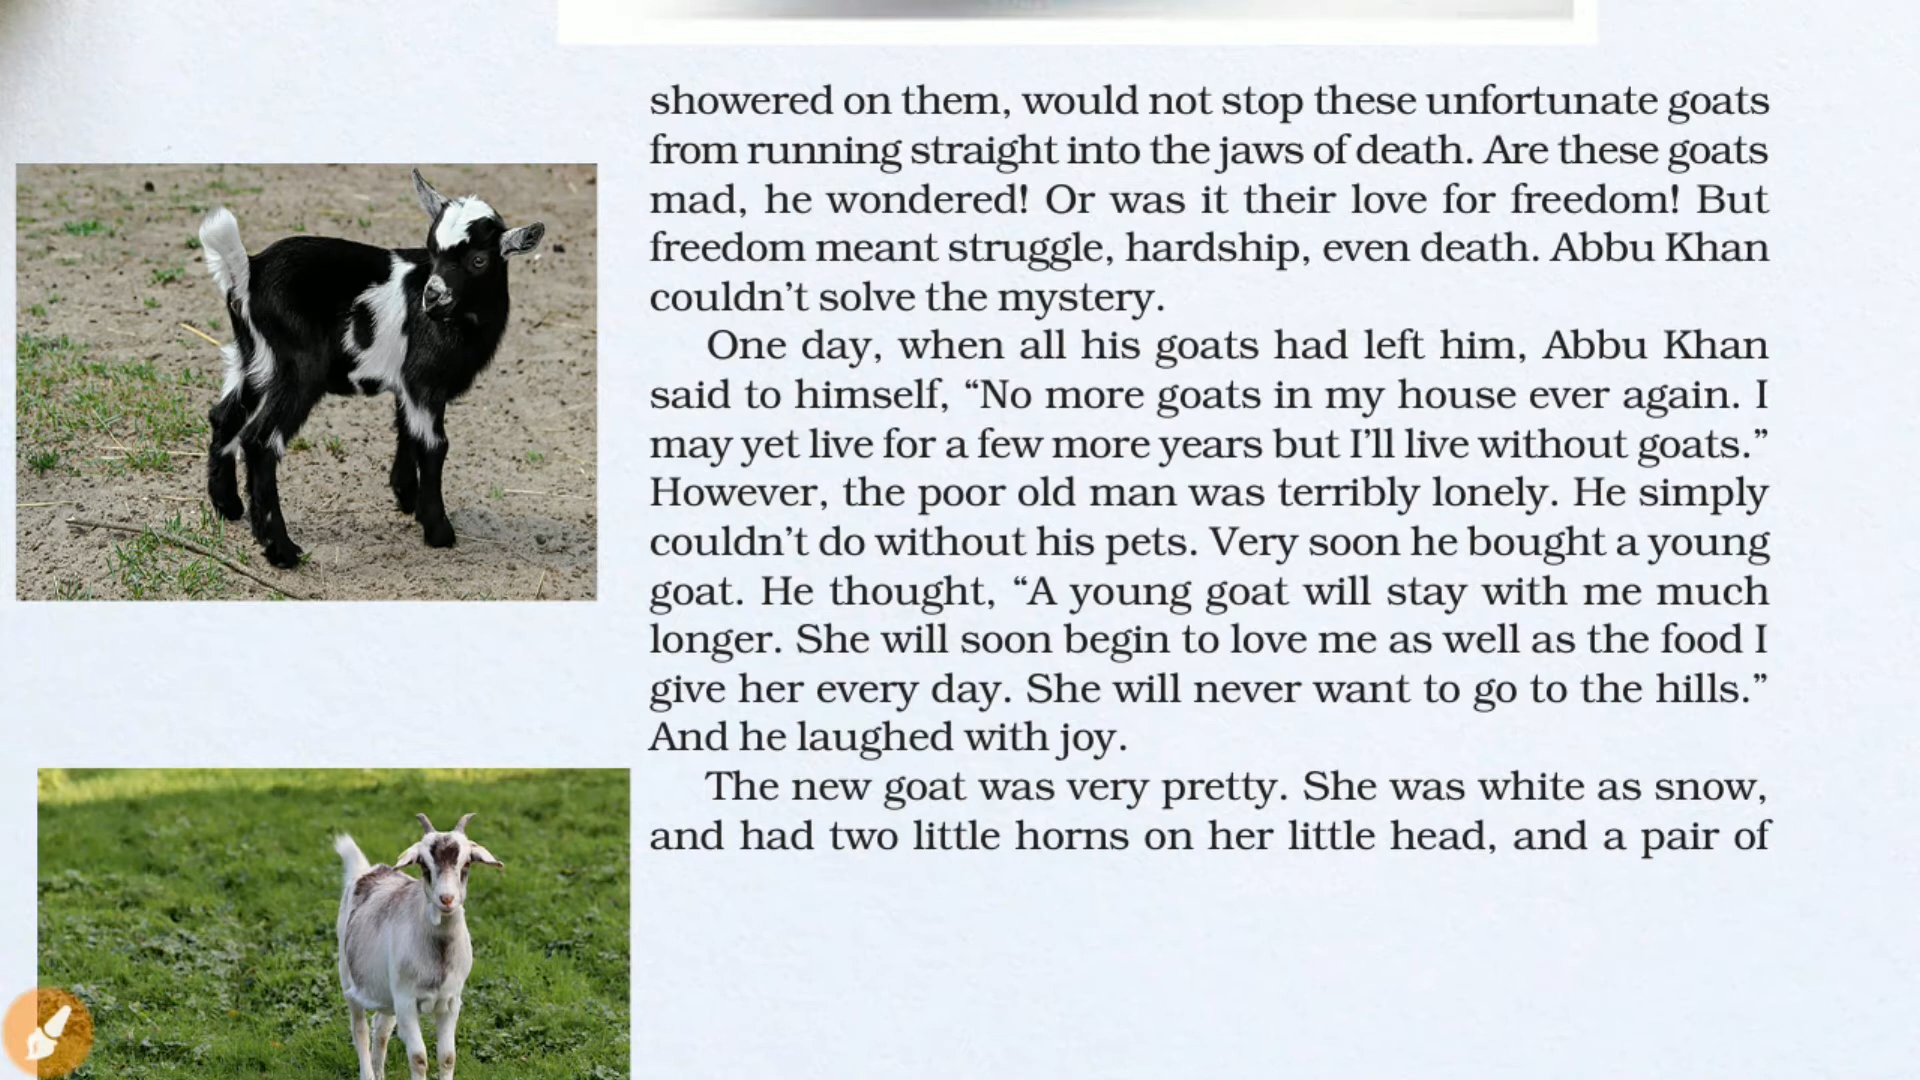 showered on them, would not stop these unfortunate goats
from running straight into the jaws of death. Are these goats
mad, he wondered! Or was it their love for freedom! But
freedom meant struggle, hardship, even death. Abbu Khan
couldn’t solve the mystery.
One day, when all his goats had left him, Abbu Khan
said to himself, “No more goats in my house ever again. I
may yet live for a few more years but I’ll live without goats.”
However, the poor old man was terribly lonely. He simply
couldn’t do without his pets. Very soon he bought a young
goat. He thought, “A young goat will stay with me much
longer. She will soon begin to love me as well as the food I
give her every day. She will never want to go to the hills.”
And he laughed with joy.
The new goat was very pretty. She was white as snow,
and had two little horns on her little head, and a pair of